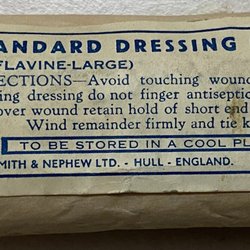 ANDARD DRESSING
FLAVINE-LARGE)
ECTIONS—Avoid touching wound
ing dressing do not finger antiseptic
over wound retain hold of short end
Wind remainder firmly and tie k
TO BE STORED IN A COOL PL
MITH & NEPHEW LTD. - HULL - ENGLAND.